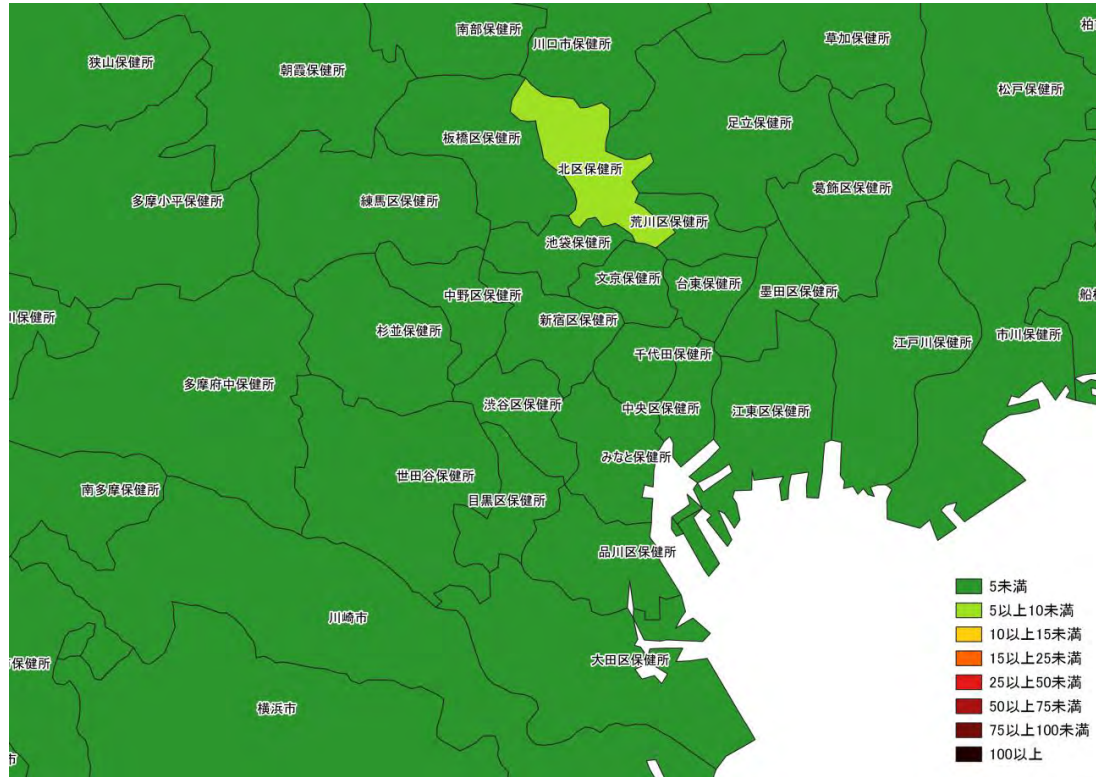 南部保健所
川口市保健所
草加保健所
柏
狭山保健所
朝霞保健所
松戸保健所
板橋区保健所
足立保健所
北区保健所
葛飾区保健所
多摩小平保健所
練馬区保健所
荒川区保健所
池袋保健所
文京保健所
台東保健所
中野区保健所
墨田区保健所
船橋
川保健所
杉並保健所
新宿区保健所
江戸川保健所
市川保健所
千代田保健所
多摩府中保健所
渋谷区保健所
中央区保健所
江東区保健所
みなと保健所
世田谷保健所
南多摩保健所
目黒区保健所
品川区保健所
川崎市
大田区保健所
保健所
横浜市
市
5未満
5以上10未満
10以上15未満
15以上25未満
25以上50未満
50以上75未満
75以上100未満
100以上